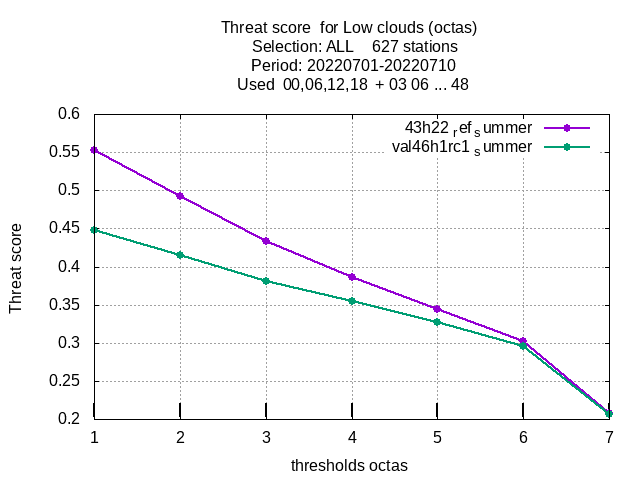 Threat score  for Low clouds (octas)
Selection: ALL    627 stations
Period: 20220701-20220710
Used  00,06,12,18  + 03 06 ... 48
43h22 ref summer
val46h1rc1 summer
0.6
0.55
0.5
0.45
0.4
0.35
0.3
0.25
0.2
Threat score
1 2 3 4 5 6 7
thresholds octas